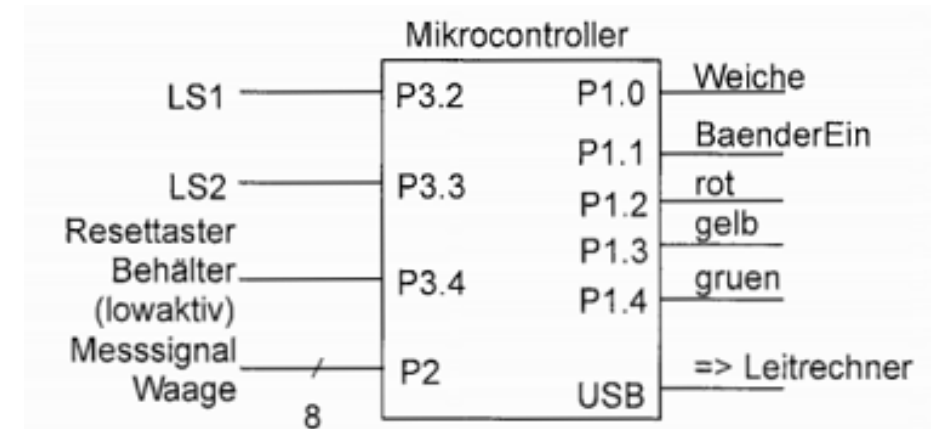 Mikrocontroller
LS1
P3.2
P1.0
Weiche
P1.1
BaenderEin
LS2
P3.3
P1.2
rot
Resettaster
Behälter
(lowaktiv)
P3.4
P1.3
gelb
P1.4
gruen
Messsignal
Waage
8
P2
USB
=> Leitrechner